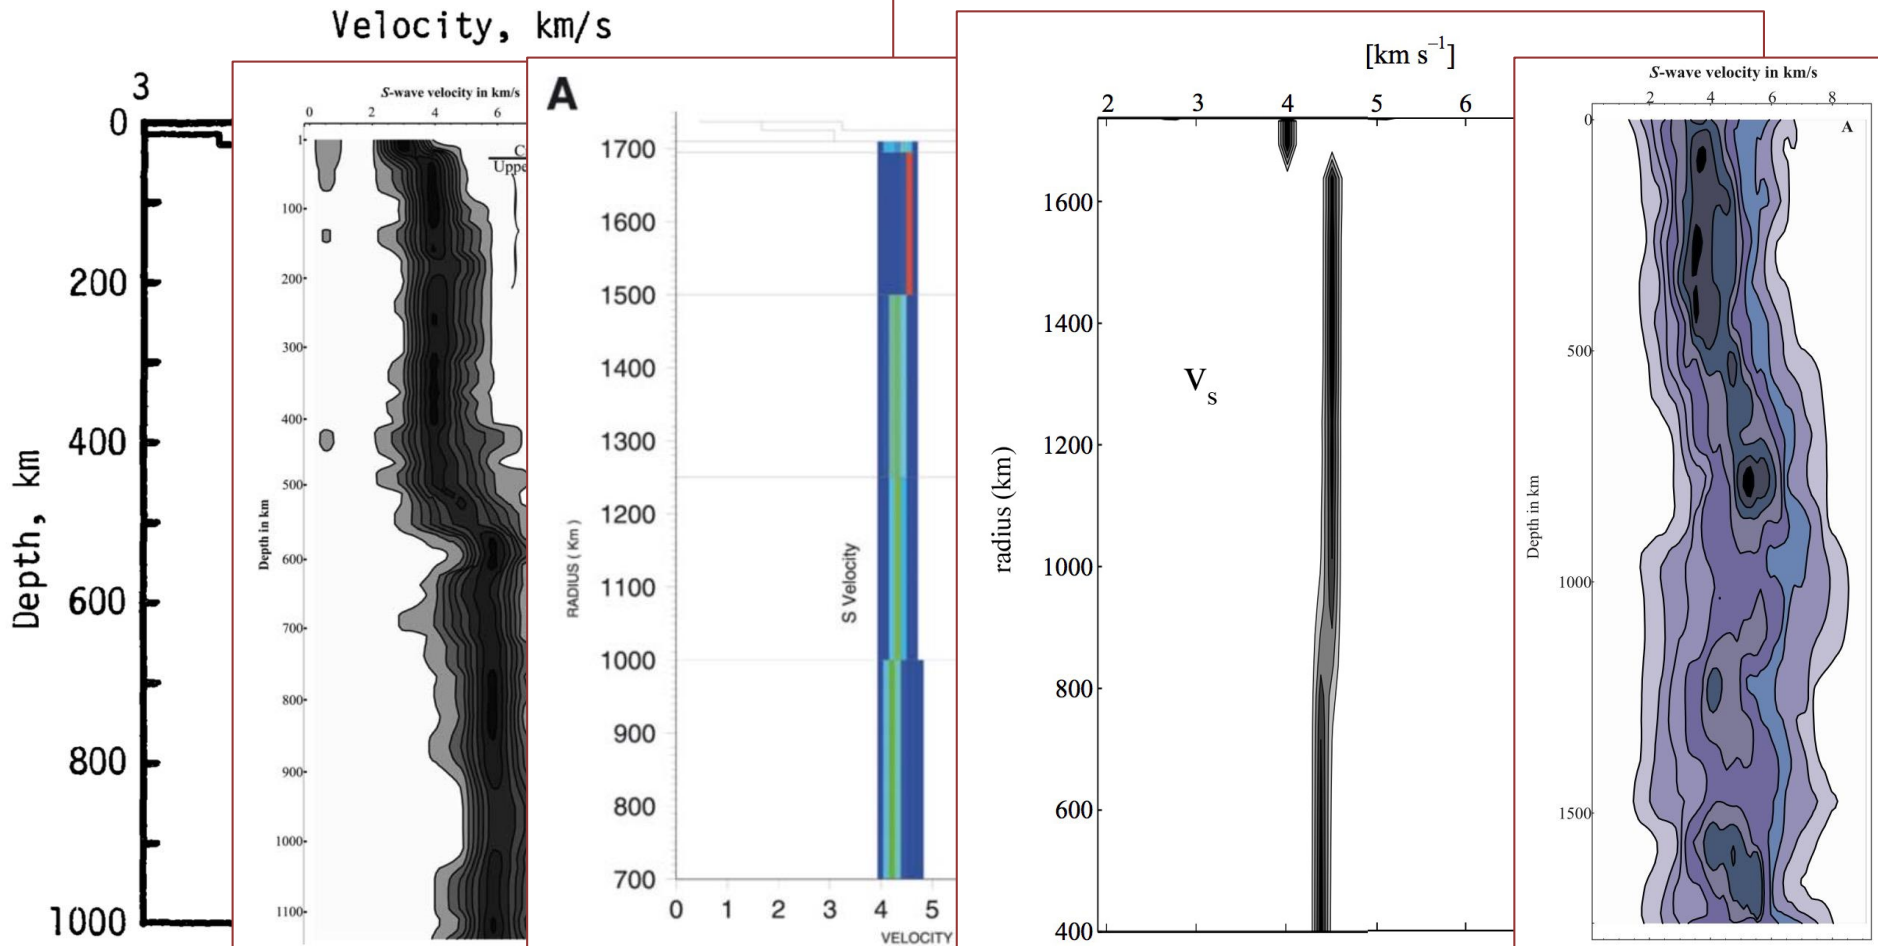 Velocity, km/s
3
0
200
400
600
800
1000
Depth, km
S-wave velocity in km/s
0 2 4 6
1
100
200
300
400
500
600
700
800
900
1000
1100
Depth in km
C
Uppe
A
1700
1600
1500
1400
1300
1200
1100
1000
900
800
700
RADIUS ( Km )
S Velocity
0 1 2 3 4 5
VELOCITY
[km s⁻¹]
2 3 4 5 6
1600
1400
1200
1000
800
600
400
radius (km)
Vs
S-wave velocity in km/s
2 4 6 8
A
0
500
1000
1500
Depth in km